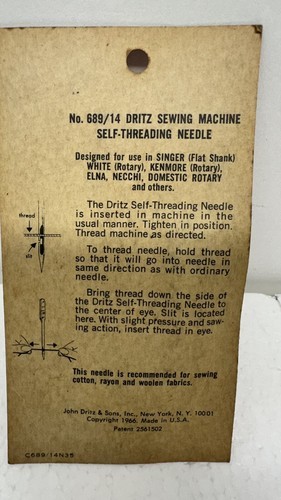 No. 689/14 DRITZ SEWING MACHINE
SELF-THREADING NEEDLE
Designed for use in SINGER (Flat Shank)
WHITE (Rotary), KENMORE (Rotary),
ELNA, NECCHI, DOMESTIC ROTARY
and others.
The Dritz Self-Threading Needle
is inserted in machine in the
usual manner. Tighten in position.
Thread machine as directed.
thread
slit
To thread needle, hold thread
so that it will go into needle in
same direction as with ordinary
needle.
Bring thread down the side of
the Dritz Self-Threading Needle to
the center of eye. Slit is located
here. With slight pressure and saw-
ing action, insert thread in eye.
This needle is recommended for sewing
cotton, rayon and woolen fabrics.
John Dritz & Sons, Inc., New York, N. Y. 10001
Copyright 1966. Made in U.S.A.
Patent 2561502
C689/14N35